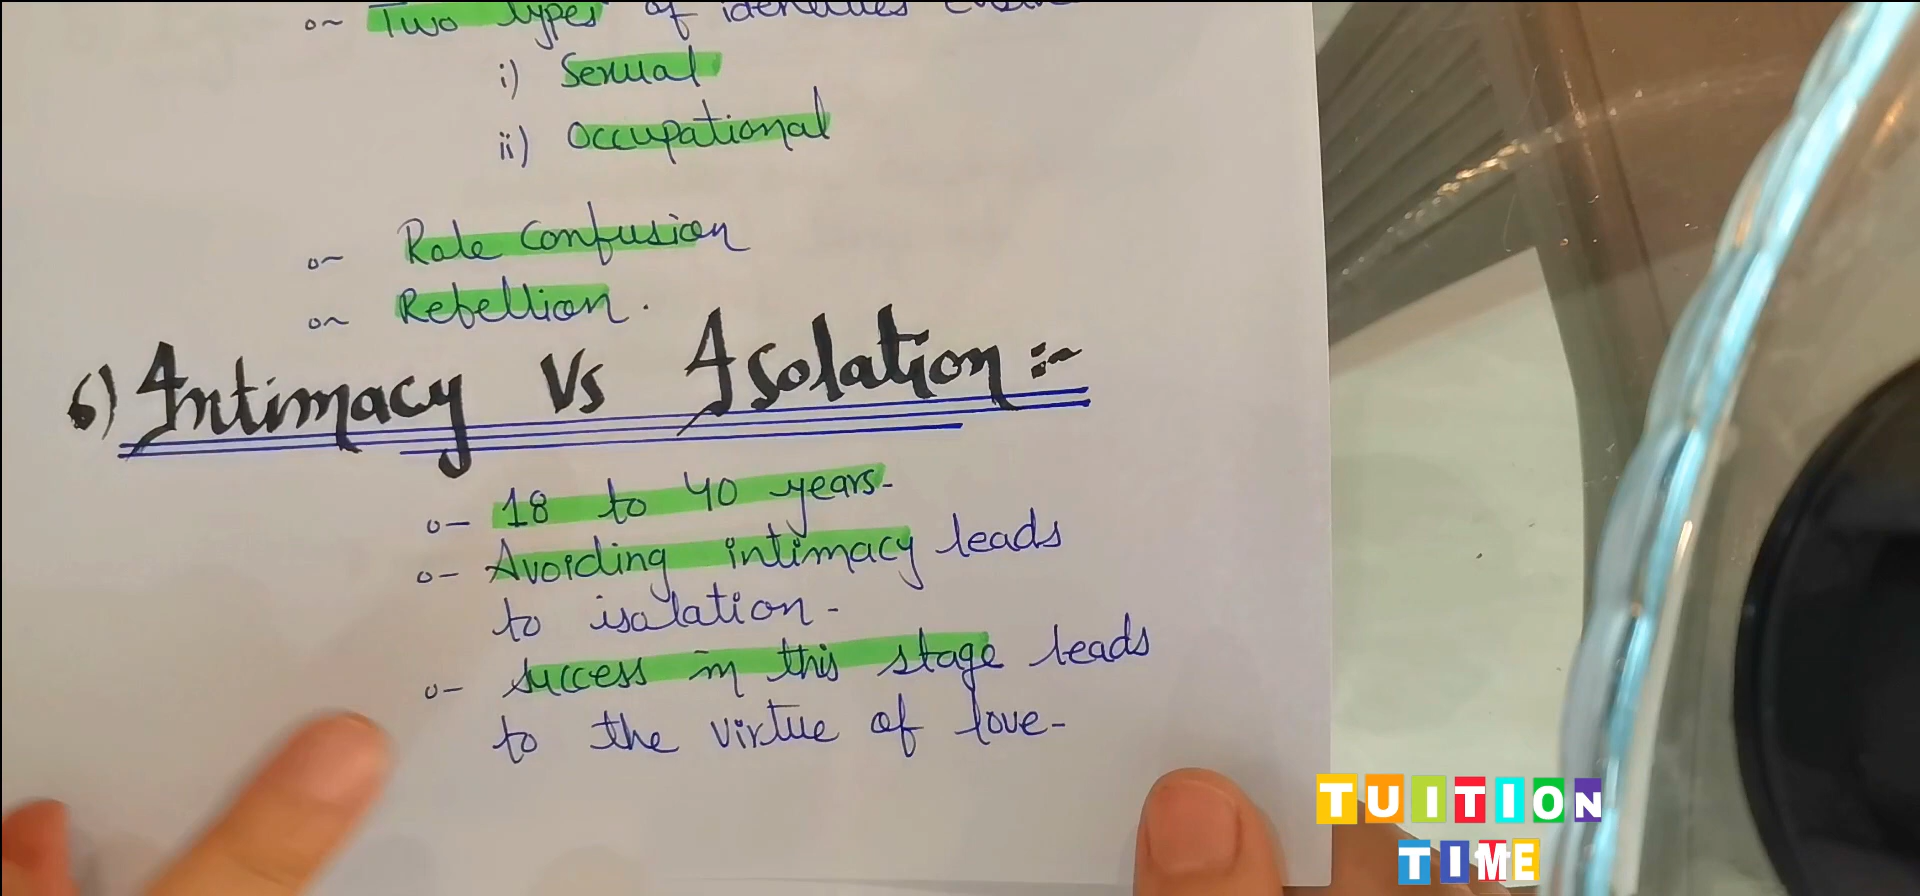 o~ Two types of identities
i) Sexual
ii) Occupational
o~ Role Confusion
o~ Rebellion.
6) Intimacy Vs Isolation :-
o- 18 to 40 years-
o- Avoiding intimacy leads
to isolation-
o- success in this stage leads
to the virtue of love-
TUITION
TIME